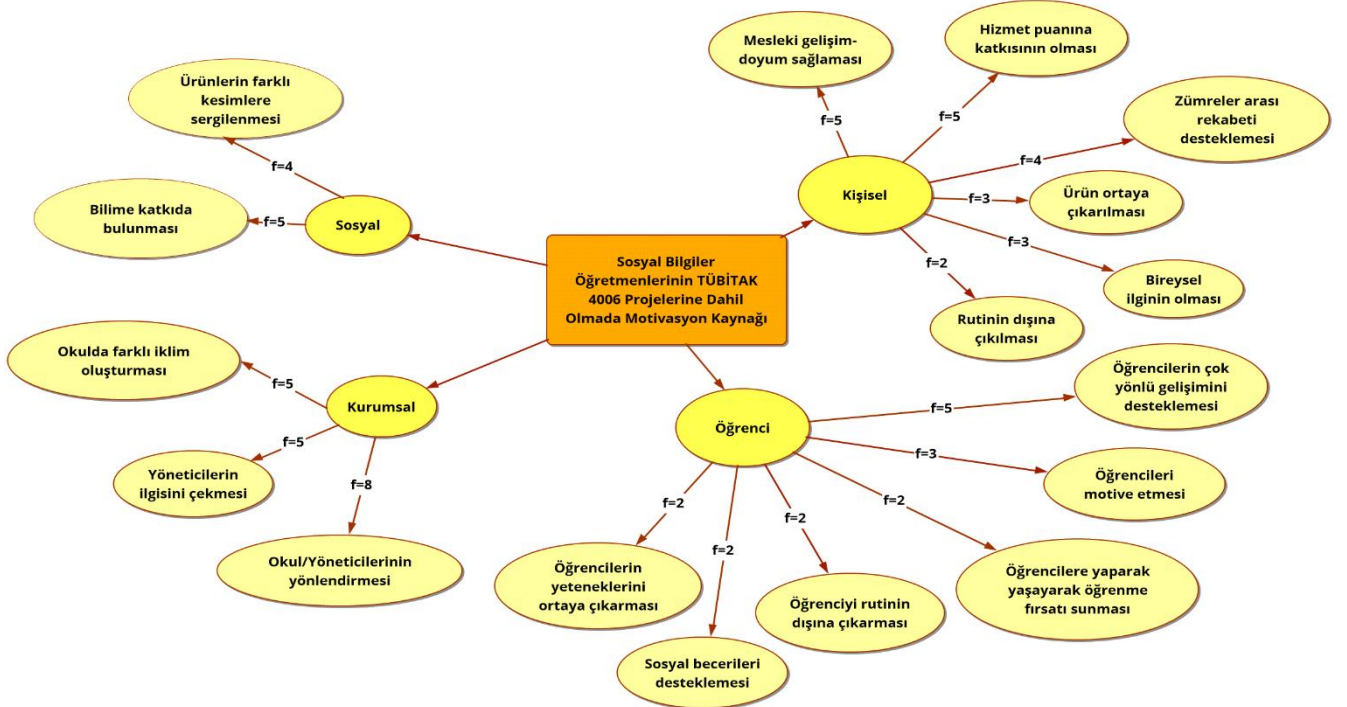 Sosyal Bilgiler
Öğretmenlerinin TÜBİTAK
4006 Projelerine Dahil
Olmada Motivasyon Kaynağı
Sosyal
f=4
Ürünlerin farklı
kesimlere
sergilenmesi
f=5
Bilime katkıda
bulunması
Kişisel
f=5
Mesleki gelişim-
doyum sağlaması
f=5
Hizmet puanına
katkısının olması
f=4
Zümreler arası
rekabeti
desteklemesi
f=3
Ürün ortaya
çıkarılması
f=3
Bireysel
ilginin olması
f=2
Rutinin dışına
çıkılması
Kurumsal
f=5
Okulda farklı iklim
oluşturması
f=5
Yöneticilerin
ilgisini çekmesi
f=8
Okul/Yöneticilerinin
yönlendirmesi
Öğrenci
f=5
Öğrencilerin çok
yönlü gelişimini
desteklemesi
f=3
Öğrencileri
motive etmesi
f=2
Öğrencilere yaparak
yaşayarak öğrenme
fırsatı sunması
f=2
Öğrenciyi rutinin
dışına çıkarması
f=2
Sosyal becerileri
desteklemesi
f=2
Öğrencilerin
yeteneklerini
ortaya çıkarması